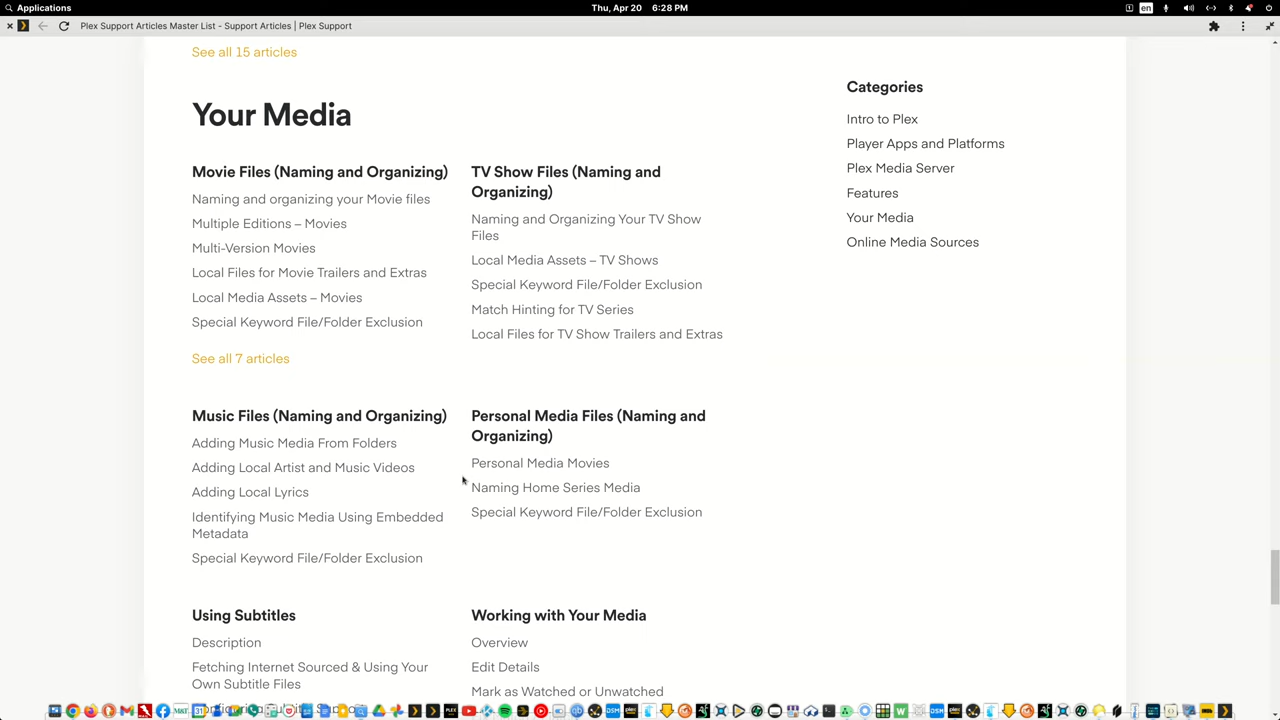 Applications
Thu, Apr 20 6:28 PM
en
Plex Support Articles Master List - Support Articles | Plex Support
See all 15 articles
Your Media
Movie Files (Naming and Organizing)
Naming and organizing your Movie files
Multiple Editions – Movies
Multi-Version Movies
Local Files for Movie Trailers and Extras
Local Media Assets – Movies
Special Keyword File/Folder Exclusion
See all 7 articles
TV Show Files (Naming and
Organizing)
Naming and Organizing Your TV Show
Files
Local Media Assets – TV Shows
Special Keyword File/Folder Exclusion
Match Hinting for TV Series
Local Files for TV Show Trailers and Extras
Music Files (Naming and Organizing)
Adding Music Media From Folders
Adding Local Artist and Music Videos
Adding Local Lyrics
Identifying Music Media Using Embedded
Metadata
Special Keyword File/Folder Exclusion
Personal Media Files (Naming and
Organizing)
Personal Media Movies
Naming Home Series Media
Special Keyword File/Folder Exclusion
Using Subtitles
Description
Fetching Internet Sourced & Using Your
Own Subtitle Files
Working with Your Media
Overview
Edit Details
Mark as Watched or Unwatched
Categories
Intro to Plex
Player Apps and Platforms
Plex Media Server
Features
Your Media
Online Media Sources